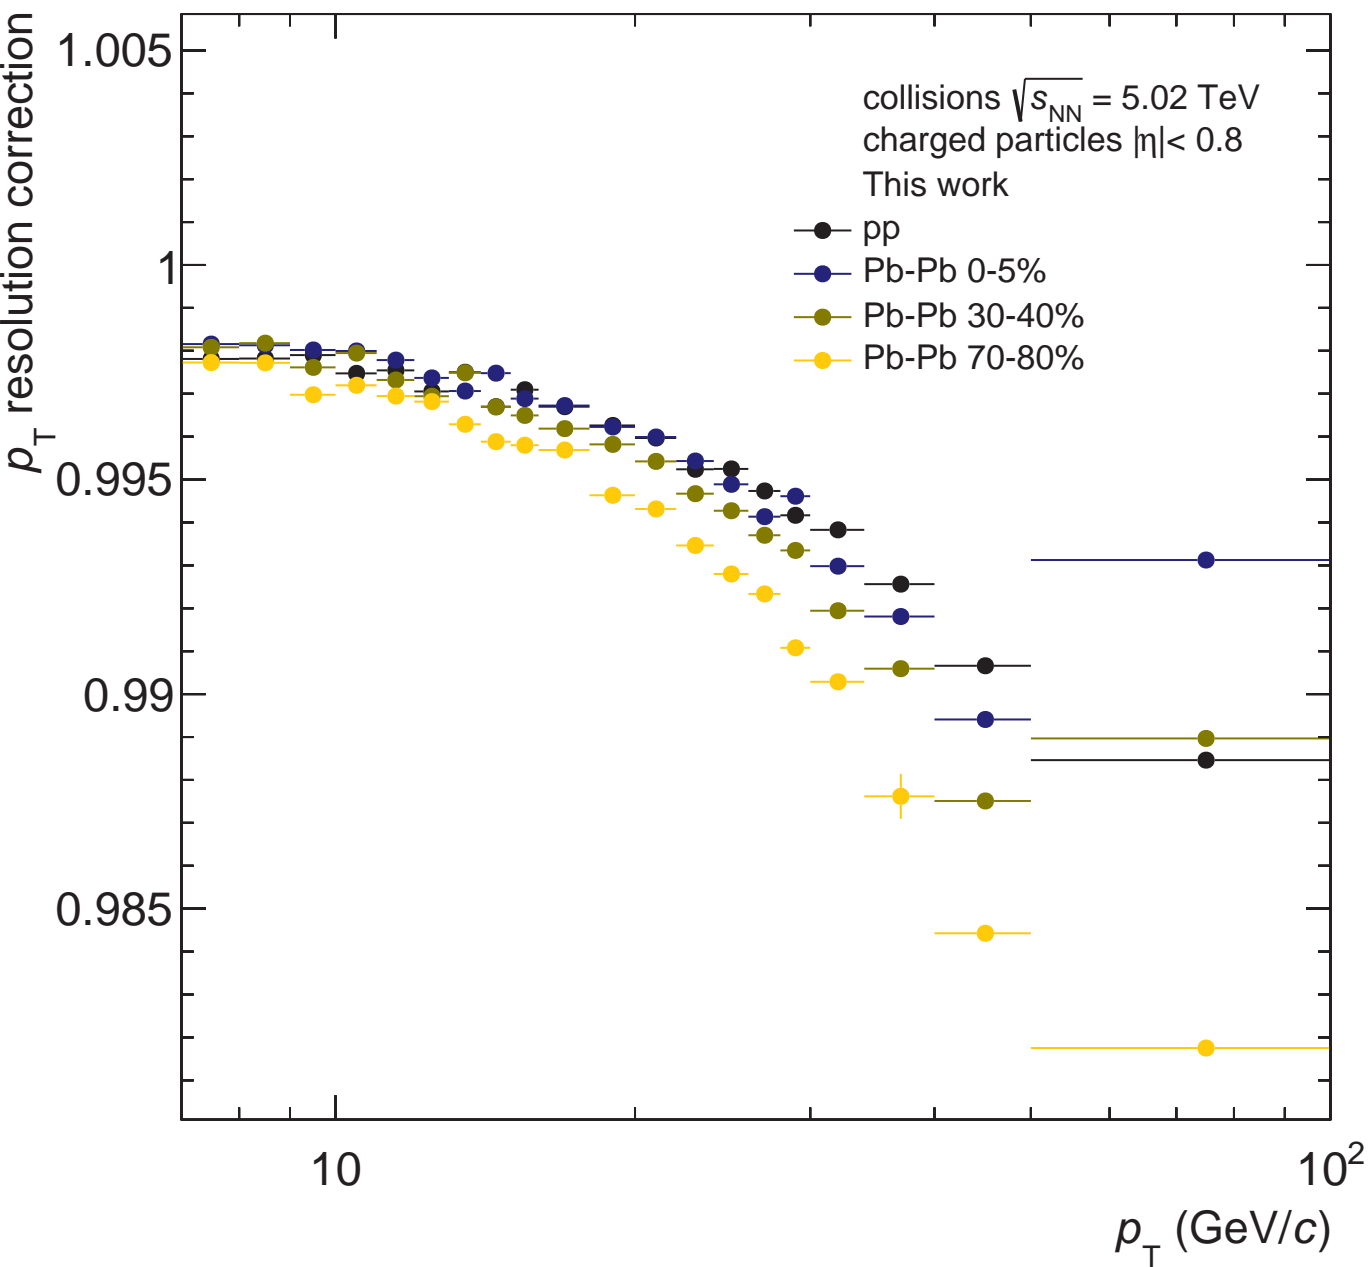 p_T resolution correction
1.005
1
0.995
0.99
0.985
collisions √s_NN = 5.02 TeV
charged particles |η|< 0.8
This work
pp
Pb-Pb 0-5%
Pb-Pb 30-40%
Pb-Pb 70-80%
10
10²
p_T (GeV/c)